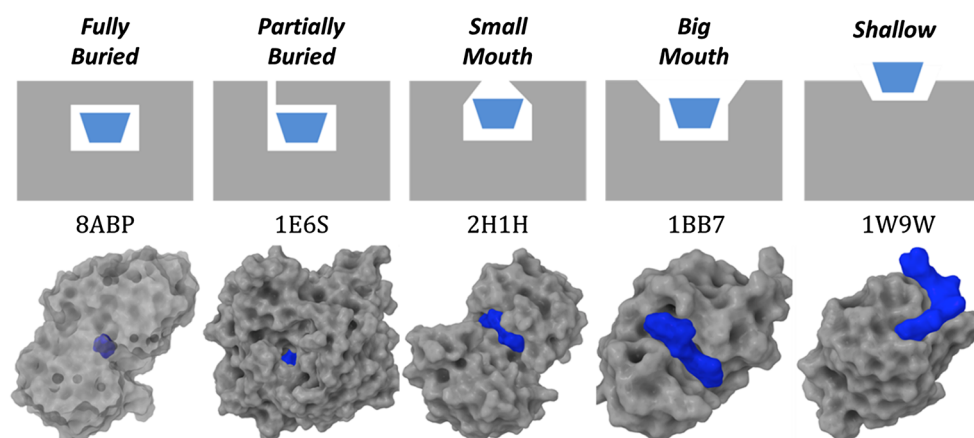 Fully
Buried
Partially
Buried
Small
Mouth
Big
Mouth
Shallow
8ABP
1E6S
2H1H
1BB7
1W9W